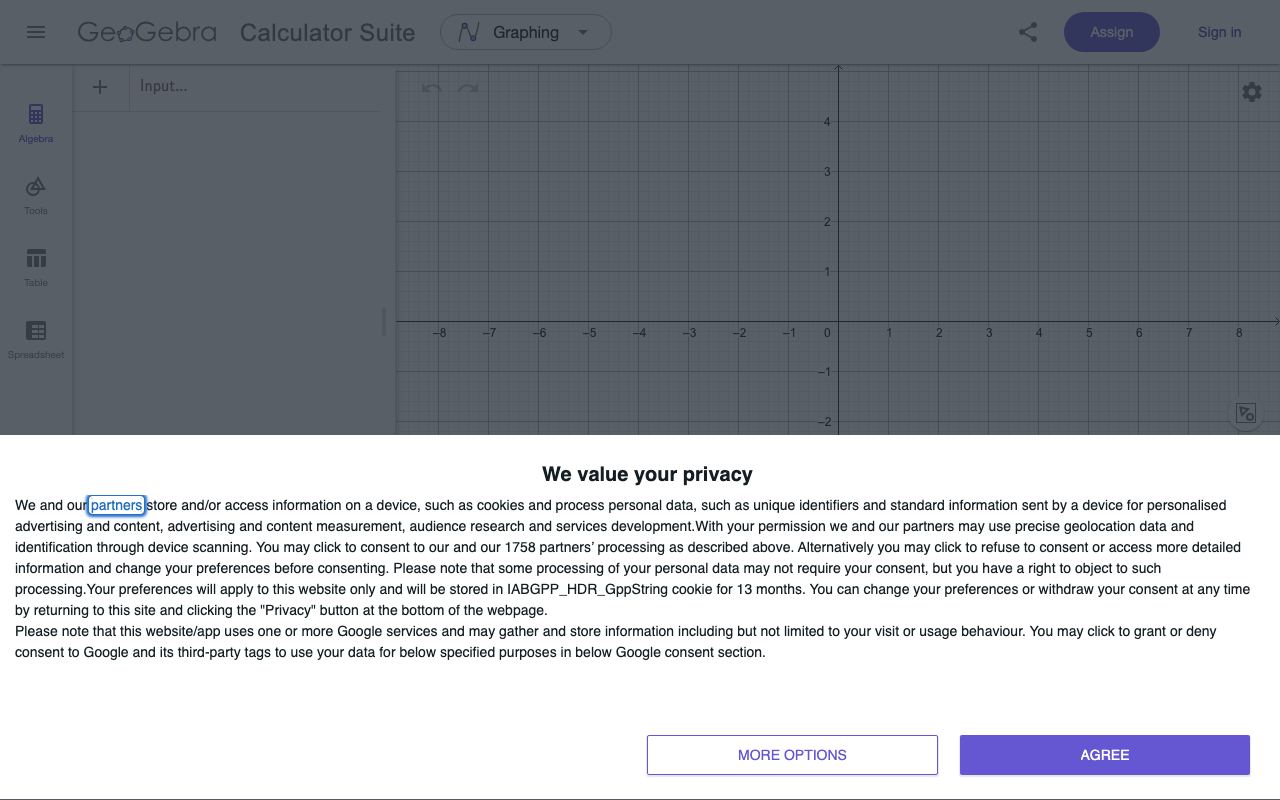 GeoGebra Calculator Suite Graphing Assign Sign in
Input...
Algebra
Tools
Table
Spreadsheet
4
3
2
1
–8 –7 –6 –5 –4 –3 –2 –1 0 1 2 3 4 5 6 7 8
–1
–2
We value your privacy
We and our partners store and/or access information on a device, such as cookies and process personal data, such as unique identifiers and standard information sent by a device for personalised
advertising and content, advertising and content measurement, audience research and services development.With your permission we and our partners may use precise geolocation data and
identification through device scanning. You may click to consent to our and our 1758 partners’ processing as described above. Alternatively you may click to refuse to consent or access more detailed
information and change your preferences before consenting. Please note that some processing of your personal data may not require your consent, but you have a right to object to such
processing.Your preferences will apply to this website only and will be stored in IABGPP_HDR_GppString cookie for 13 months. You can change your preferences or withdraw your consent at any time
by returning to this site and clicking the "Privacy" button at the bottom of the webpage.
Please note that this website/app uses one or more Google services and may gather and store information including but not limited to your visit or usage behaviour. You may click to grant or deny
consent to Google and its third-party tags to use your data for below specified purposes in below Google consent section.
MORE OPTIONS AGREE